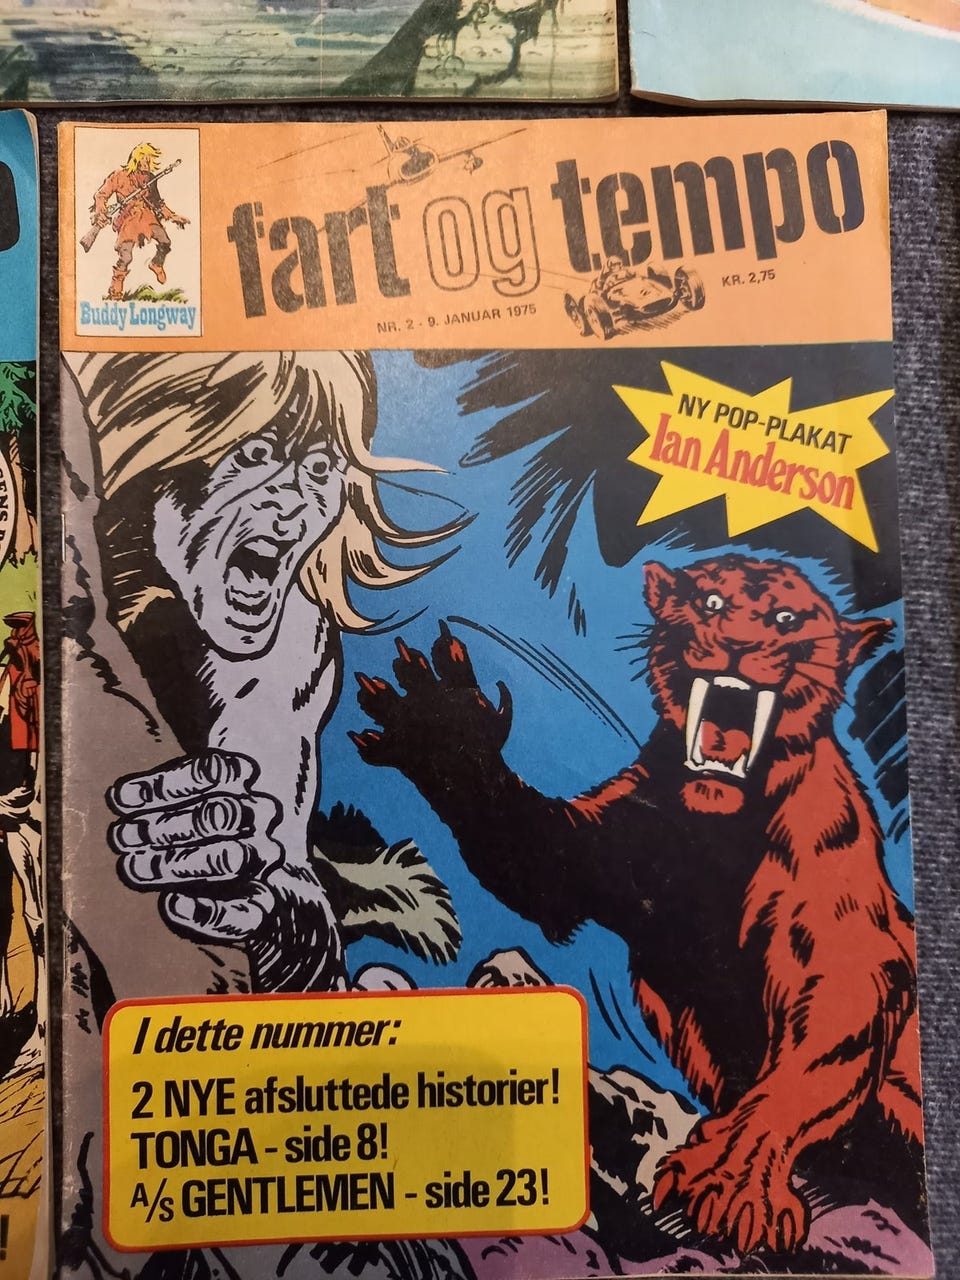 fart og tempo
Buddy Longway
NR. 2 - 9. JANUAR 1975
KR. 2,75
NY POP-PLAKAT
Ian Anderson
I dette nummer:
2 NYE afsluttede historier!
TONGA - side 8!
A/S GENTLEMEN - side 23!